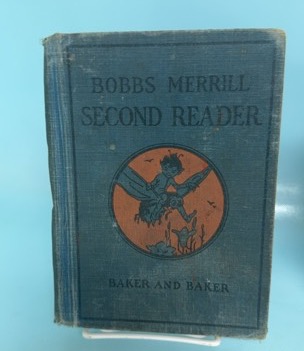 BOBBS MERRILL
SECOND READER
BAKER AND BAKER